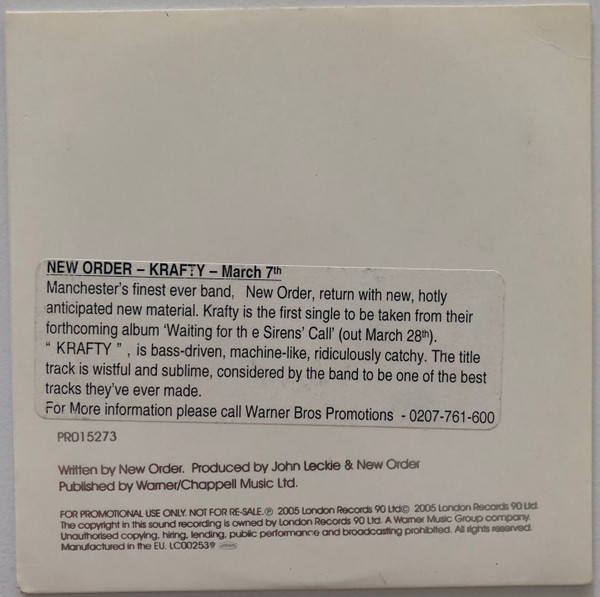 NEW ORDER – KRAFTY – March 7th
Manchester's finest ever band, New Order, return with new, hotly
anticipated new material. Krafty is the first single to be taken from their
forthcoming album 'Waiting for th e Sirens' Call' (out March 28th).
" KRAFTY " , is bass-driven, machine-like, ridiculously catchy. The title
track is wistful and sublime, considered by the band to be one of the best
tracks they've ever made.
For More information please call Warner Bros Promotions - 0207-761-600
PR015273
Written by New Order. Produced by John Leckie & New Order
Published by Warner/Chappell Music Ltd.
FOR PROMOTIONAL USE ONLY. NOT FOR RE-SALE. ℗ 2005 London Records 90 Ltd© 2005 London Records 90 Ltd.
The copyright in this sound recording is owned by London Records 90 Ltd. A Warner Music Group company.
Unauthorised copying, hiring, lending, public performance and broadcasting prohibited. All rights reserved.
Manufactured in the EU. LC002539